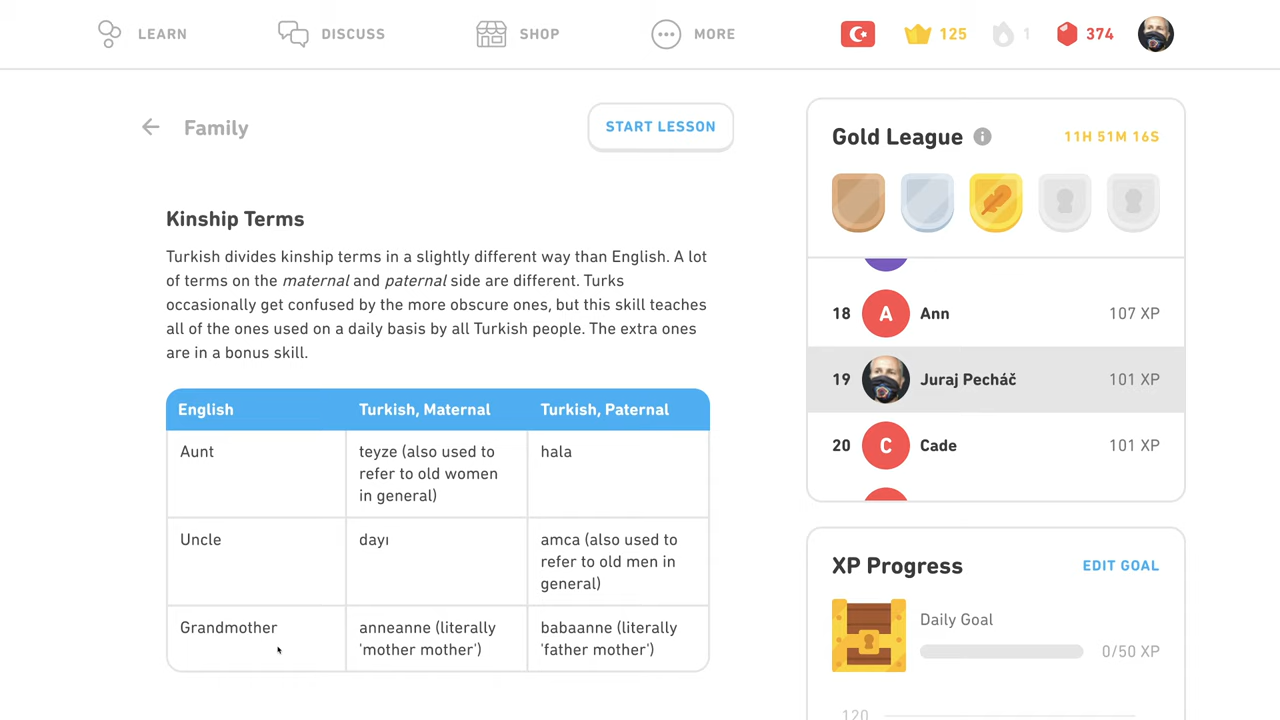 LEARN
DISCUSS
SHOP
MORE
125
1
374
Family
START LESSON
Kinship Terms
Turkish divides kinship terms in a slightly different way than English. A lot
of terms on the maternal and paternal side are different. Turks
occasionally get confused by the more obscure ones, but this skill teaches
all of the ones used on a daily basis by all Turkish people. The extra ones
are in a bonus skill.
English
Turkish, Maternal
Turkish, Paternal
Aunt
teyze (also used to
refer to old women
in general)
hala
Uncle
dayı
amca (also used to
refer to old men in
general)
Grandmother
anneanne (literally
'mother mother')
babaanne (literally
'father mother')
Gold League
11H 51M 16S
18
A
Ann
107 XP
19
Juraj Pecháč
101 XP
20
C
Cade
101 XP
XP Progress
EDIT GOAL
Daily Goal
0/50 XP
120